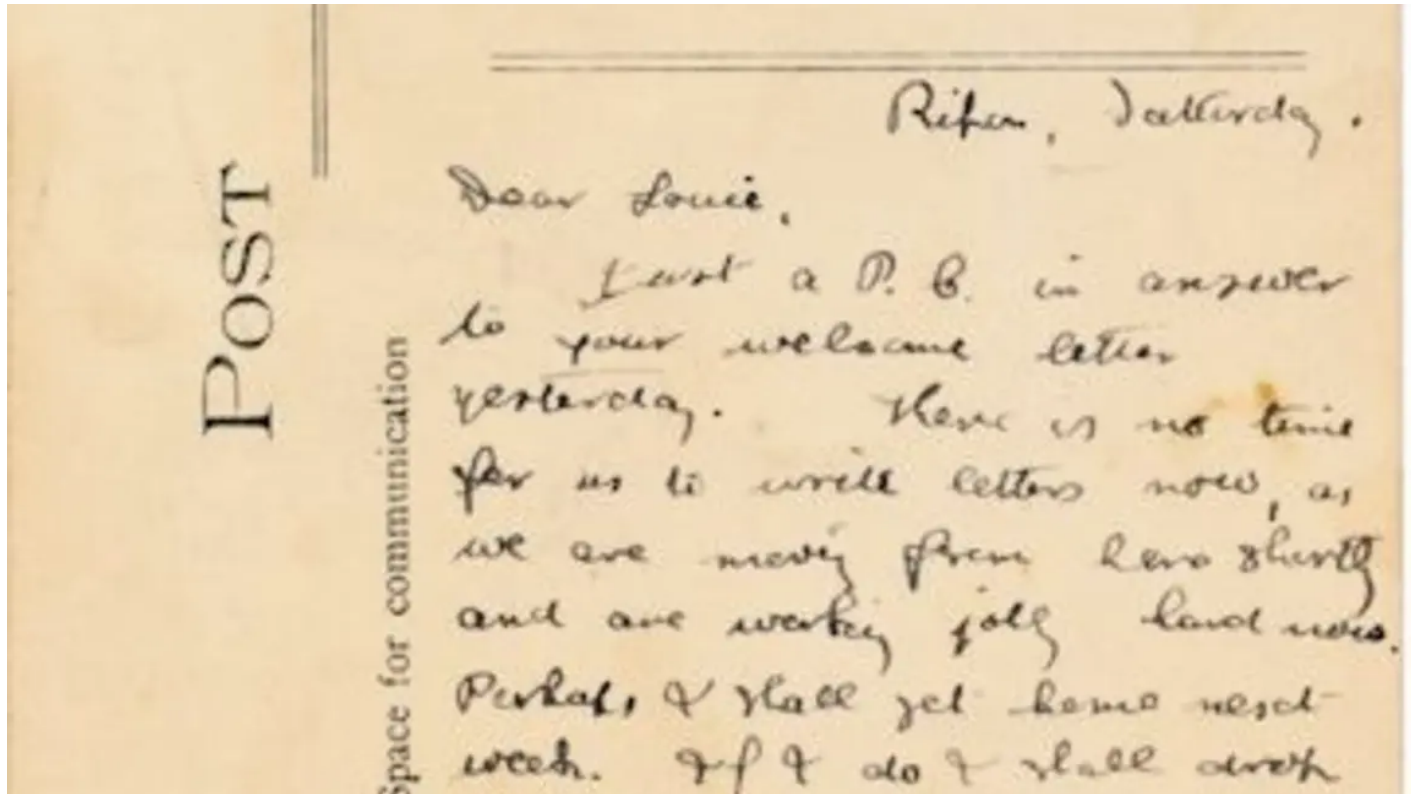 POST
Space for communication
Ripon, Saturday.
Dear Louie,
Just a P. C. in answer
to your welcome letter
yesterday. There is no time
for us to write letters now, as
we are moving from here shortly
and are working jolly hard now.
Perhaps I shall get home next
week. If I do I shall drop